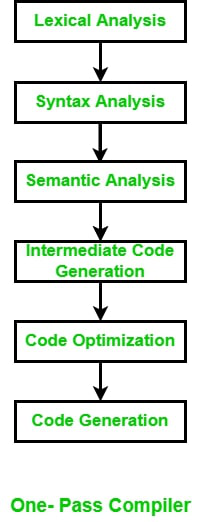 Lexical Analysis
Syntax Analysis
Semantic Analysis
Intermediate Code
Generation
Code Optimization
Code Generation
One- Pass Compiler